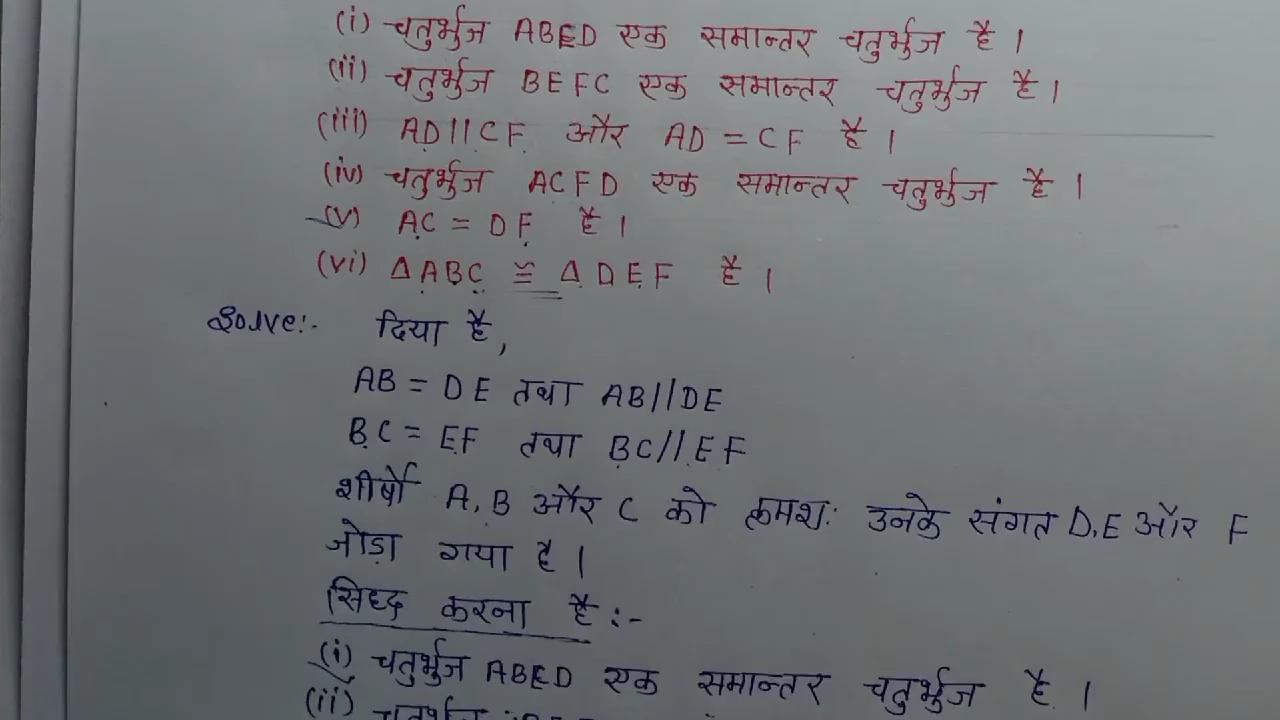 (i) चतुर्भुज ABED एक समान्तर चतुर्भुज है।
(ii) चतुर्भुज BEFC एक समान्तर चतुर्भुज है।
(iii) AD||CF और AD = CF है।
(iv) चतुर्भुज ACFD एक समान्तर चतुर्भुज है।
(v) AC = DF है।
(vi) ΔABC ≅ ΔDEF है।
Solve:- दिया है,
AB = DE तथा AB//DE
BC = EF तथा BC//EF
शीर्षो A, B और C को क्रमश: उनके संगत D,E और F
जोड़ा गया है।
सिध्द करना है:-
(i) चतुर्भुज ABED एक समान्तर चतुर्भुज है।
(ii) चतुर्भुज